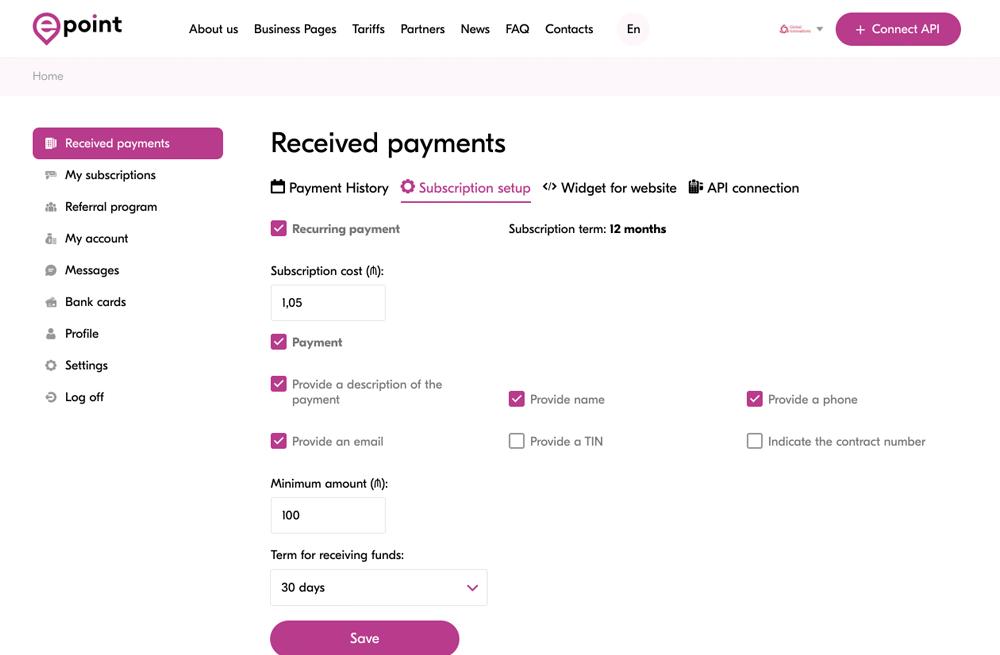 epoint
About us Business Pages Tariffs Partners News FAQ Contacts En Global Innovations + Connect API
Home
Received payments
My subscriptions
Referral program
My account
Messages
Bank cards
Profile
Settings
Log off
Received payments
Payment History Subscription setup Widget for website API connection
Recurring payment Subscription term: 12 months
Subscription cost (₼):
1,05
Payment
Provide a description of the
payment Provide name Provide a phone
Provide an email Provide a TIN Indicate the contract number
Minimum amount (₼):
100
Term for receiving funds:
30 days
Save